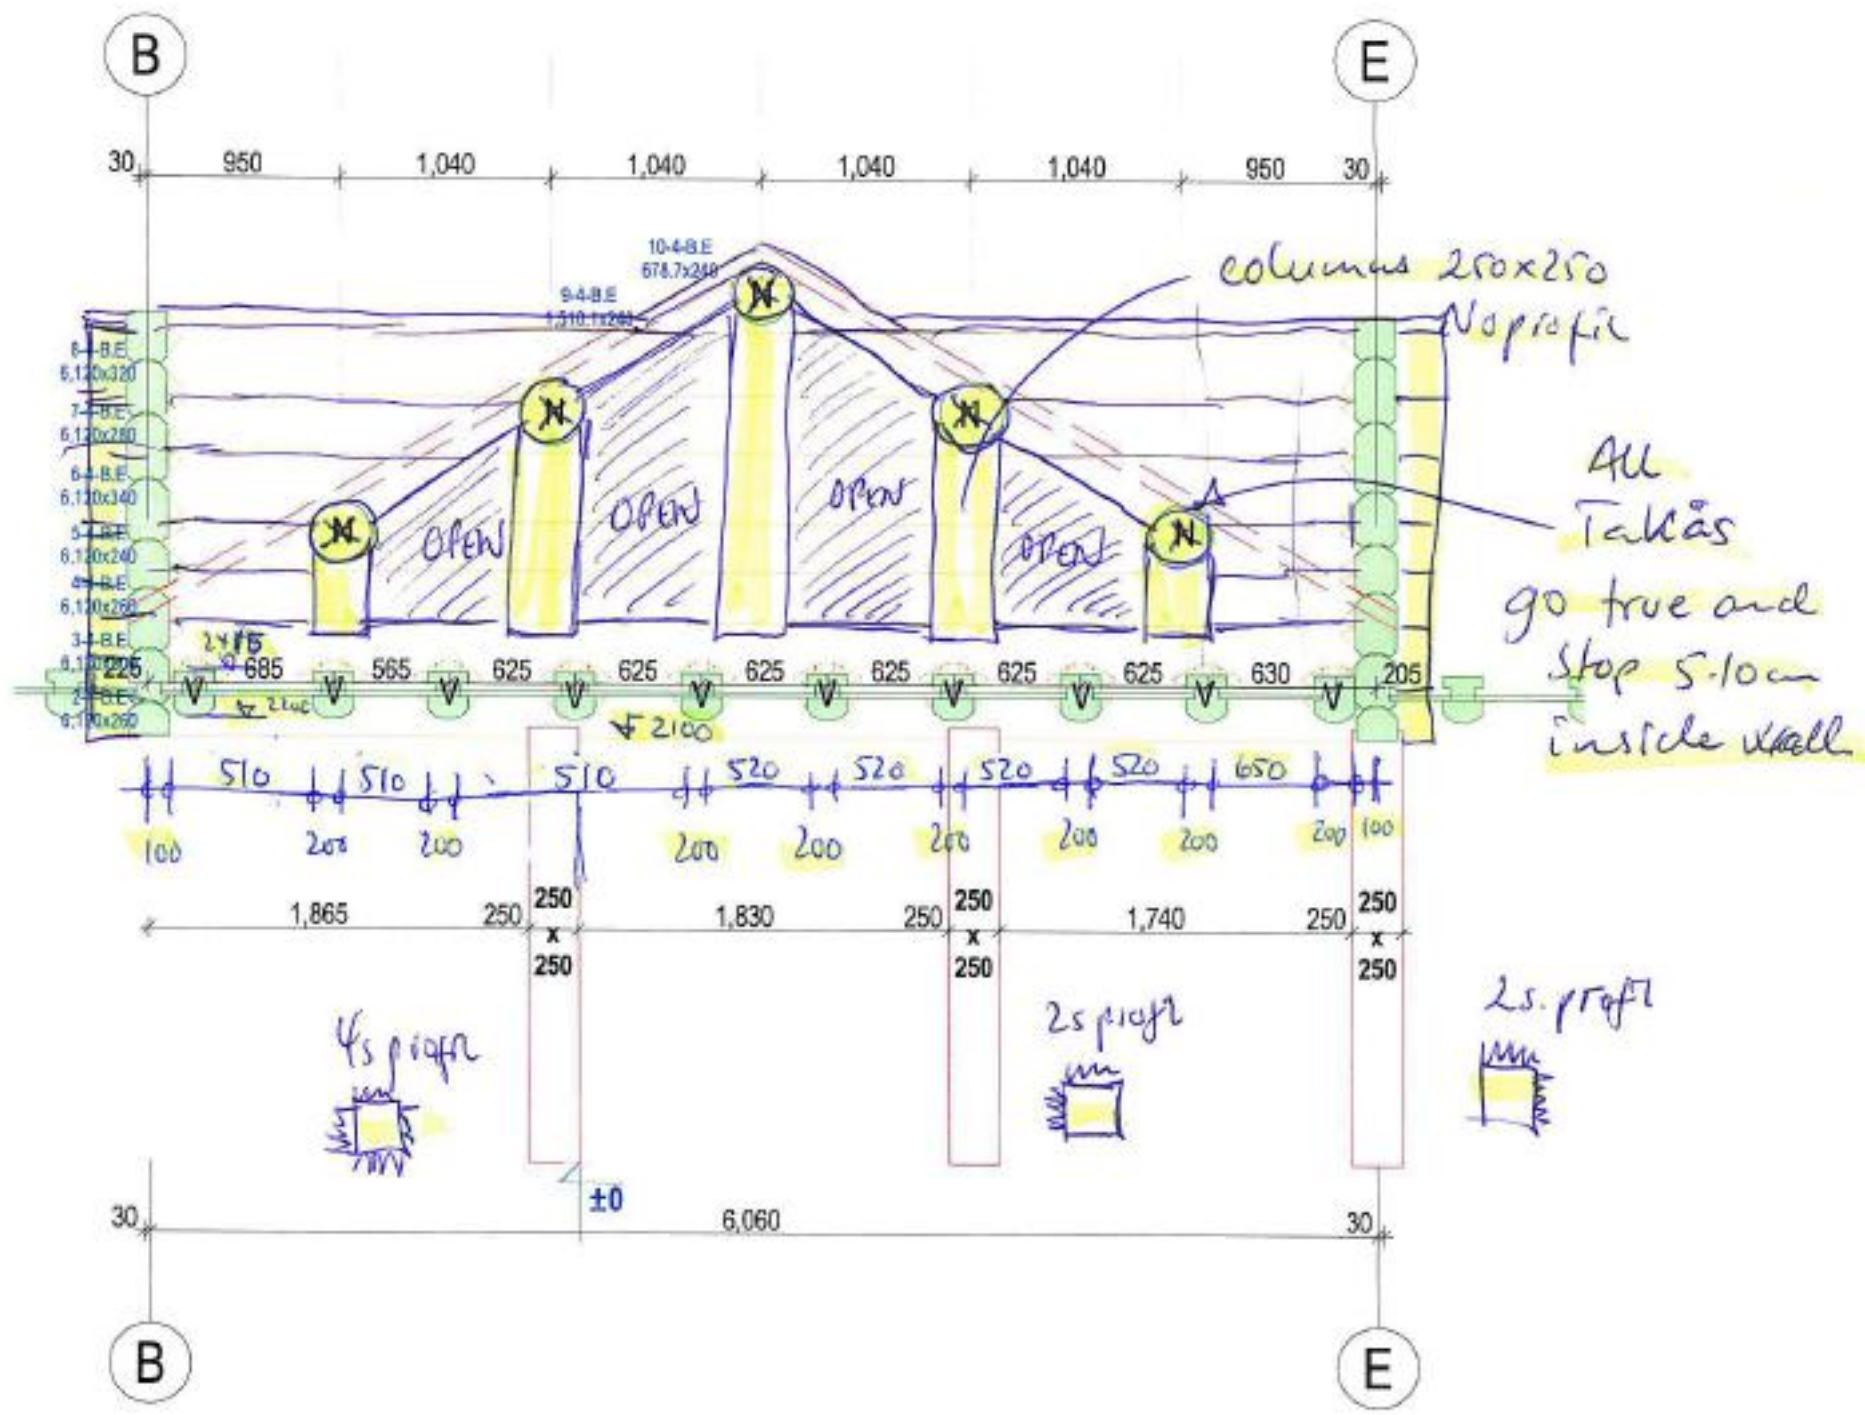 B
E
30 950 1,040 1,040 1,040 1,040 950 30
10-4-B.E
678.7x240
9-4-B.E
1,510.1x240
columns 250x250
Noprofil
8-4-B.E
6,120x320
7-4-B.E
6,120x280
6-4-B.E
6,120x340
5-4-B.E
6,120x240
4-4-B.E
6,120x260
3-4-B.E
2-4-B.E
6,120x260
N N N N N
OPEN OPEN OPEN OPEN
All
Takås
go true and
Stop 5-10cm
inside wall
225 685 565 625 625 625 625 625 625 630 205
V V V V V V V V V V
2200
2100
510 510 510 520 520 520 520 650
100 200 200 200 200 200 200 200 200 100
1,865 250 1,830 250 1,740 250
250
x
250
250
x
250
250
x
250
4s profil
2s profil
2s. profil
±0
30 6,060 30
B
E